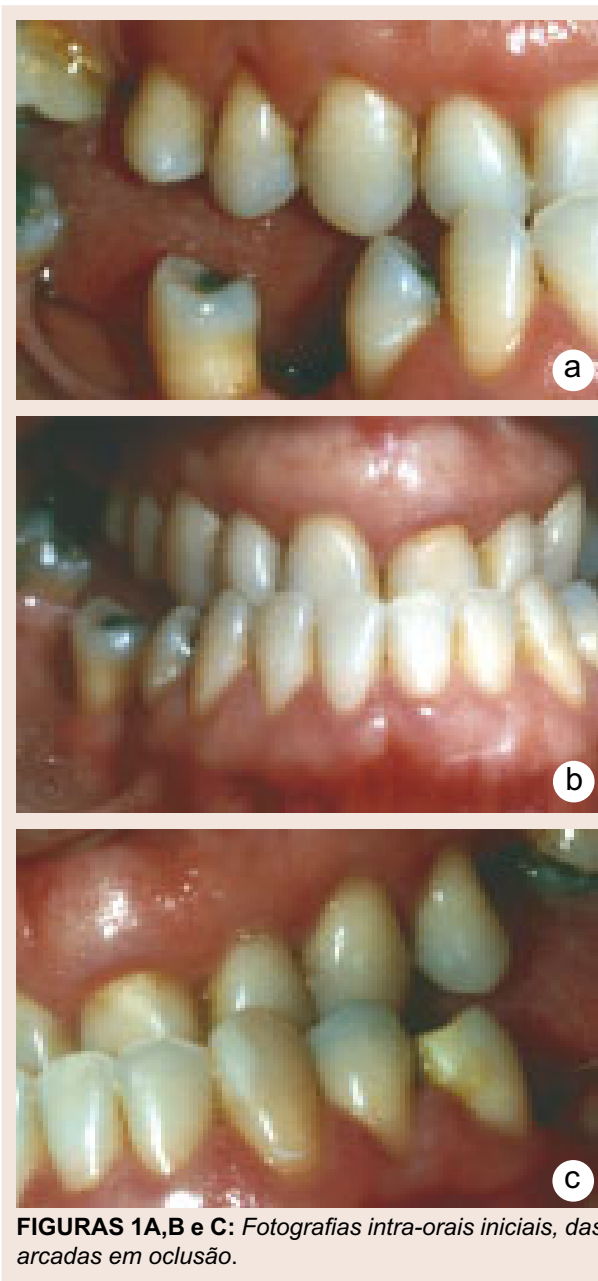 a
b
c
FIGURAS 1A,B e C: Fotografias intra-orais iniciais, das
arcadas em oclusão.